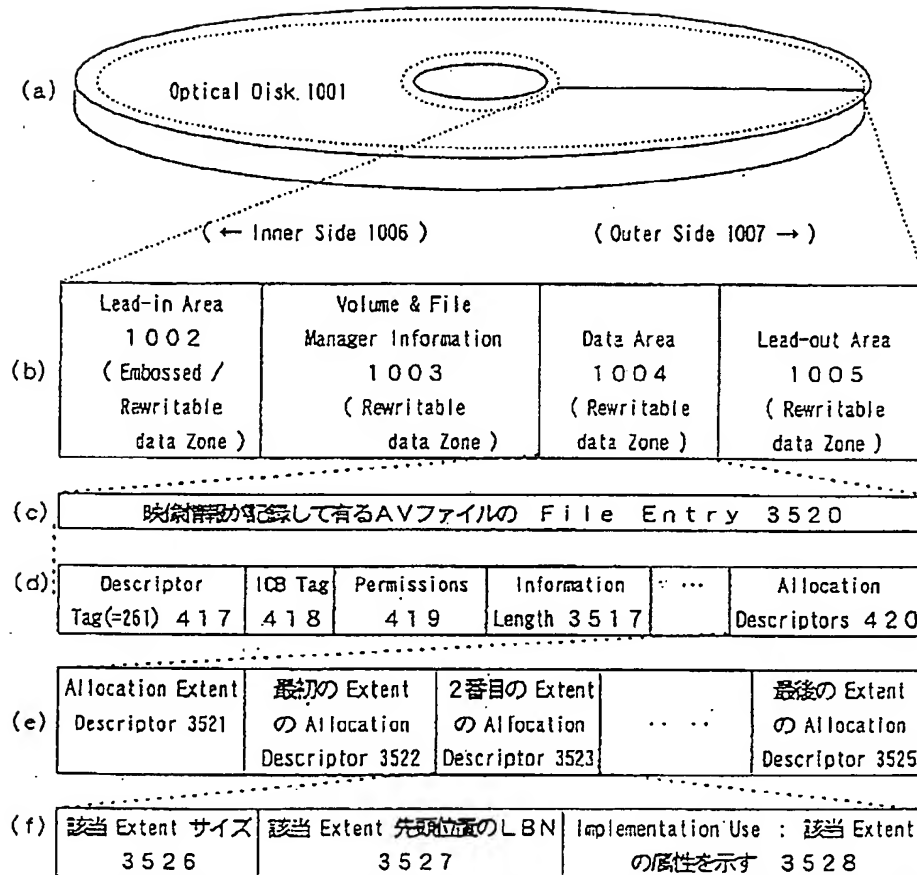 (a) Optical Disk 1001
( ← Inner Side 1006 ) ( Outer Side 1007 → )
(b)
Lead-in Area
1002
( Embossed /
Rewritable
data Zone )
Volume & File
Manager Information
1003
( Rewritable
data Zone )
Data Area
1004
( Rewritable
data Zone )
Lead-out Area
1005
( Rewritable
data Zone )
(c) 映像情報が記録して有るAVファイルの File Entry 3520
(d)
Descriptor
Tag(=261) 417
ICB Tag
418
Permissions
419
Information
Length 3517
.....
Allocation
Descriptors 420
(e)
Allocation Extent
Descriptor 3521
最初の Extent
の Allocation
Descriptor 3522
2番目の Extent
の Allocation
Descriptor 3523
.....
最後の Extent
の Allocation
Descriptor 3525
(f)
該当 Extent サイズ
3526
該当 Extent 先頭位置のLBN
3527
Implementation Use : 該当 Extent
の属性を示す 3528